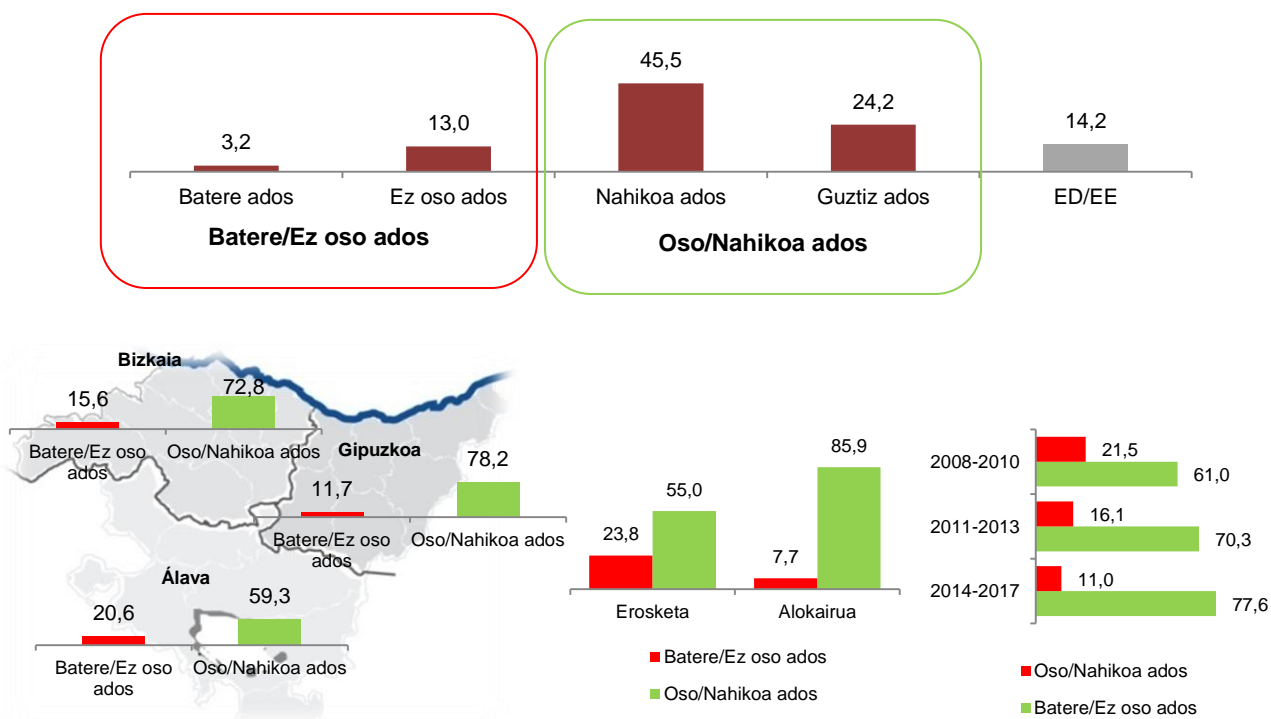 45,5
24,2
14,2
13,0
3,2
Batere ados
Ez oso ados
Nahikoa ados
Guztiz ados
ED/EE
Batere/Ez oso ados
Oso/Nahikoa ados
Bizkaia
15,6
72,8
Batere/Ez oso
ados
Oso/Nahikoa ados
Gipuzkoa
11,7
78,2
Batere/Ez oso
ados
Oso/Nahikoa ados
Álava
20,6
59,3
Batere/Ez oso
ados
Oso/Nahikoa ados
23,8
55,0
7,7
85,9
Erosketa
Alokairua
Batere/Ez oso ados
Oso/Nahikoa ados
2008-2010
21,5
61,0
2011-2013
16,1
70,3
2014-2017
11,0
77,6
Oso/Nahikoa ados
Batere/Ez oso ados